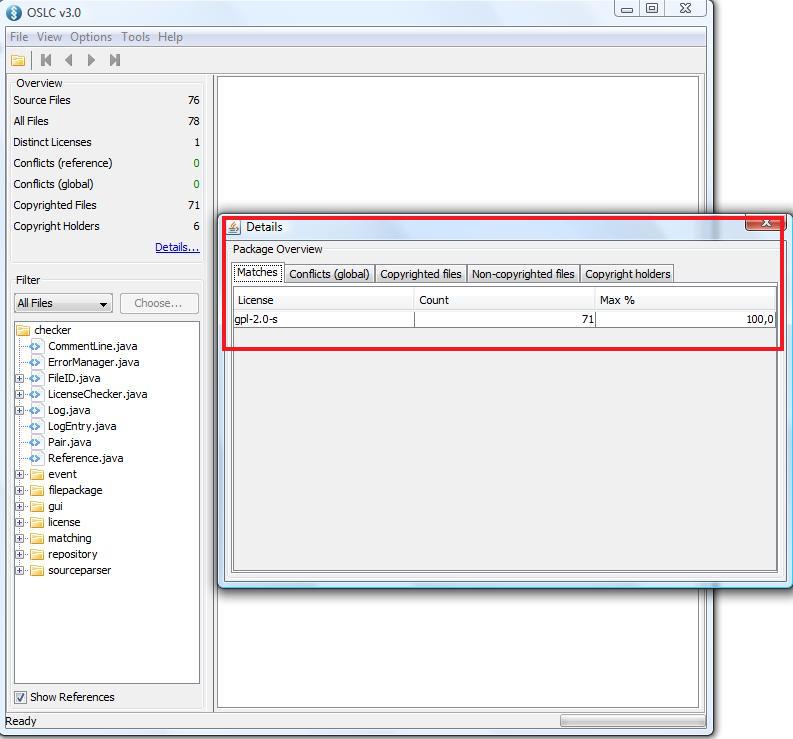 OSLC v3.0
File View Options Tools Help
Overview
Source Files 76
All Files 78
Distinct Licenses 1
Conflicts (reference) 0
Conflicts (global) 0
Copyrighted Files 71
Copyright Holders 6
Details...
Filter
All Files Choose...
checker
CommentLine.java
ErrorManager.java
FileID.java
LicenseChecker.java
Log.java
LogEntry.java
Pair.java
Reference.java
event
filepackage
gui
license
matching
repository
sourceparser
Show References
Ready
Details
Package Overview
Matches Conflicts (global) Copyrighted files Non-copyrighted files Copyright holders
License Count Max %
gpl-2.0-s 71 100,0